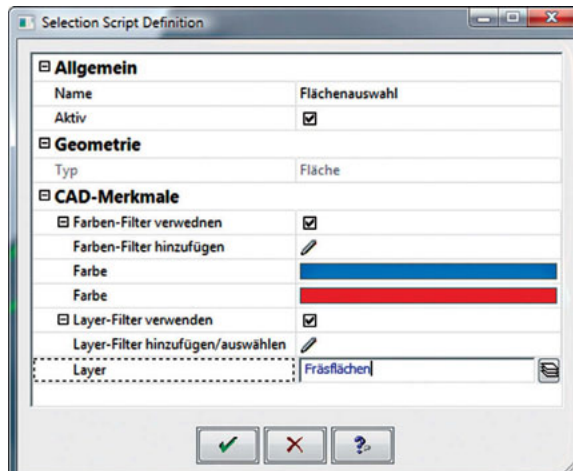 Selection Script Definition
Allgemein
Name Flächenauswahl
Aktiv
Geometrie
Typ Fläche
CAD-Merkmale
Farben-Filter verwednen
Farben-Filter hinzufügen
Farbe
Farbe
Layer-Filter verwenden
Layer-Filter hinzufügen/auswählen
Layer Fräsflächen